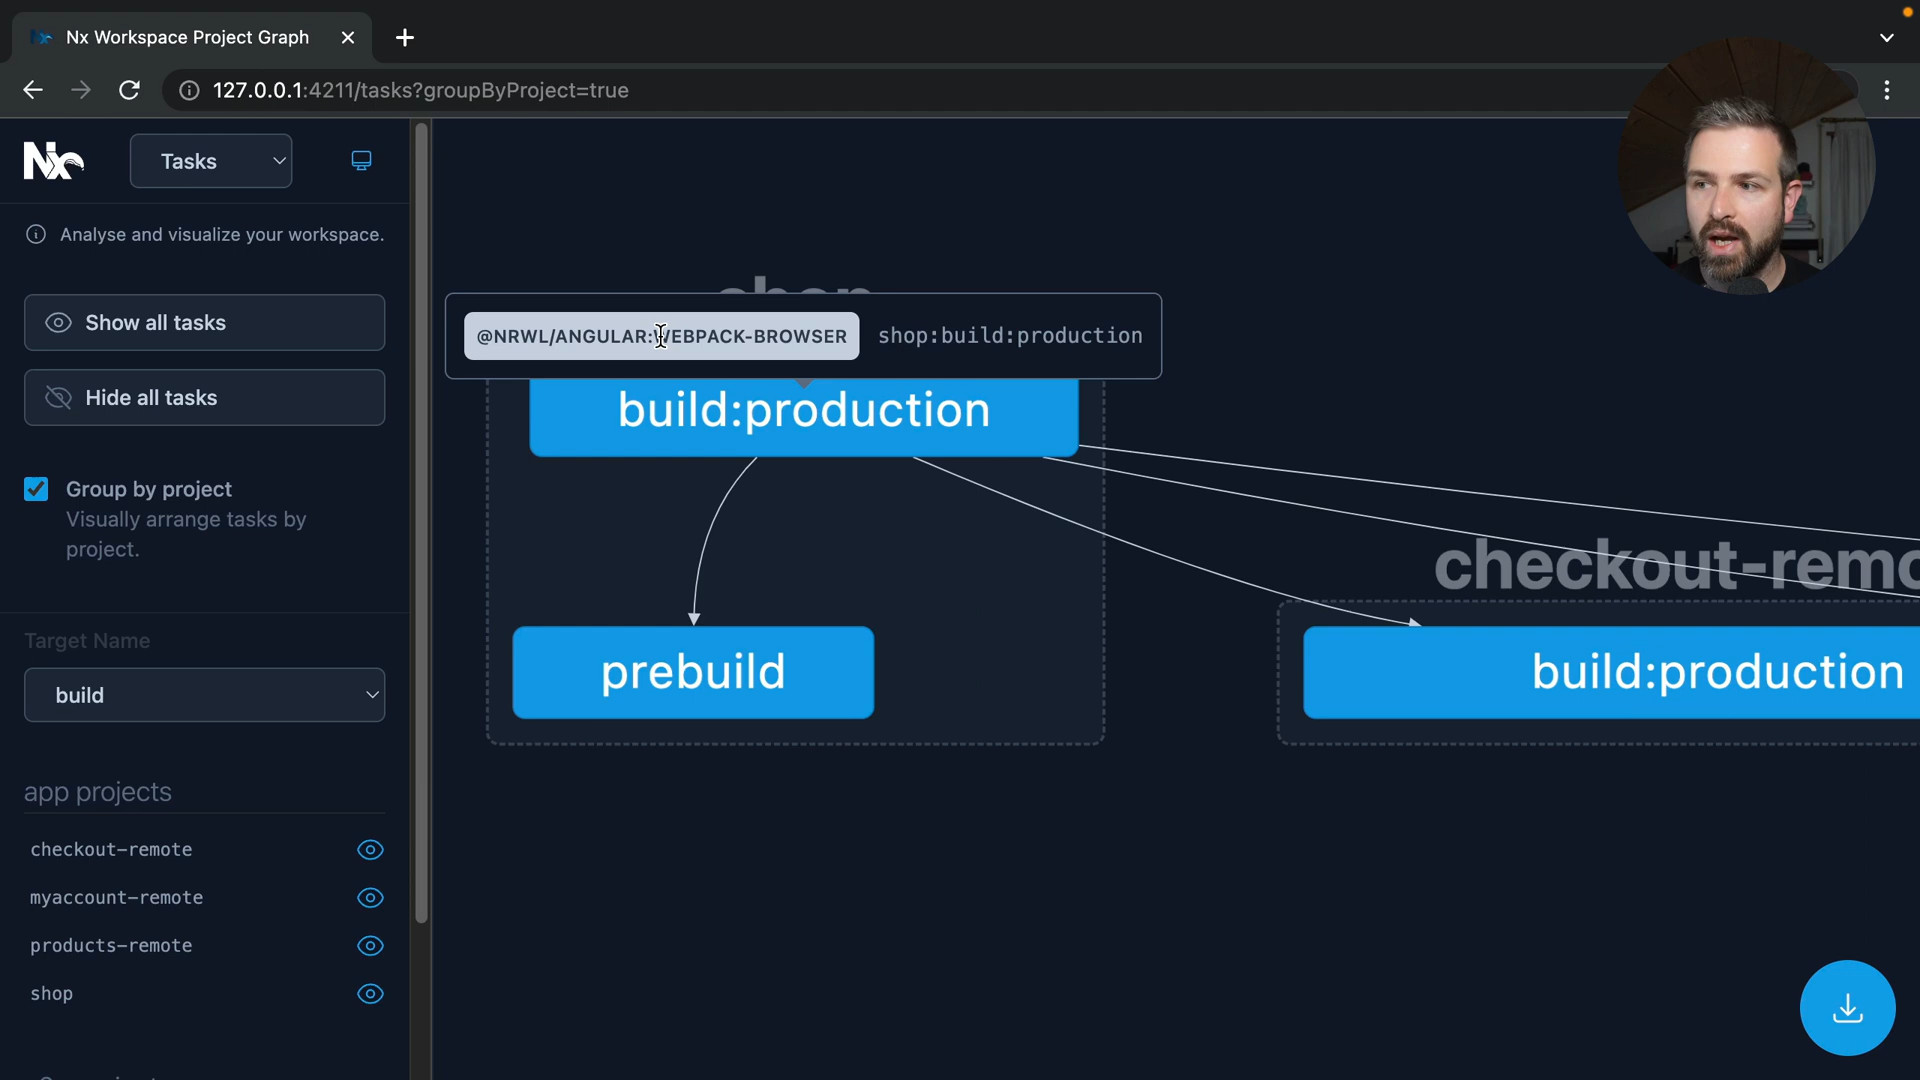 Nx Workspace Project Graph
127.0.0.1:4211/tasks?groupByProject=true
Nx
Tasks
Analyse and visualize your workspace.
Show all tasks
Hide all tasks
Group by project
Visually arrange tasks by
project.
Target Name
build
app projects
checkout-remote
myaccount-remote
products-remote
shop
shop
@NRWL/ANGULAR:WEBPACK-BROWSER shop:build:production
build:production
prebuild
checkout-remo
build:production